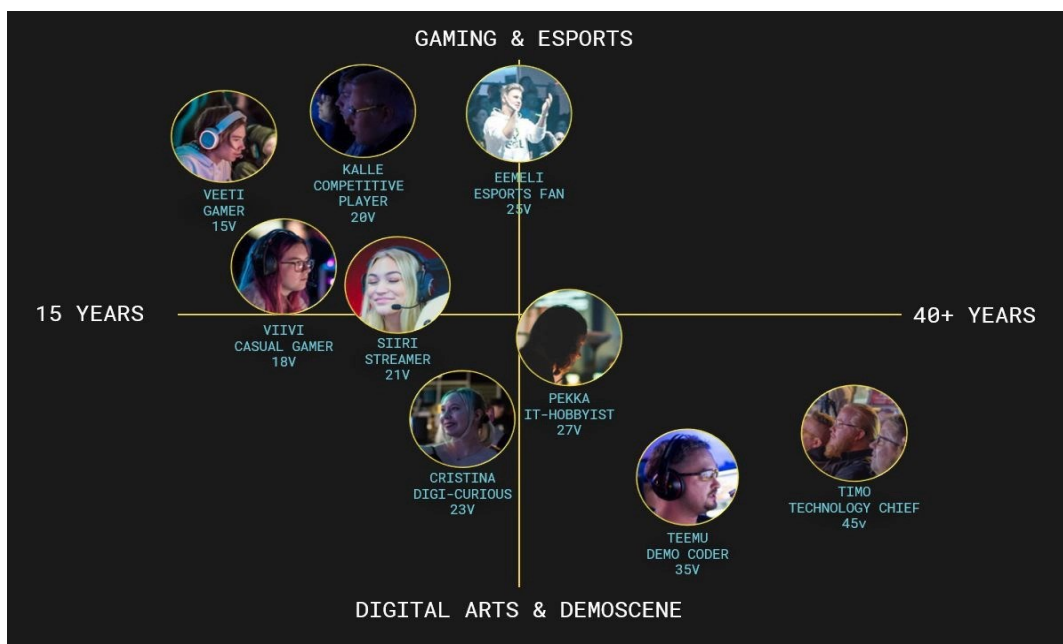 GAMING & ESPORTS
VEETI
GAMER
15V
KALLE
COMPETITIVE
PLAYER
20V
EEMELI
ESPORTS FAN
25V
15 YEARS
40+ YEARS
VIIVI
CASUAL GAMER
18V
SIIRI
STREAMER
21V
PEKKA
IT-HOBBYIST
27V
CRISTINA
DIGI-CURIOUS
23V
TEEMU
DEMO CODER
35V
TIMO
TECHNOLOGY CHIEF
45v
DIGITAL ARTS & DEMOSCENE